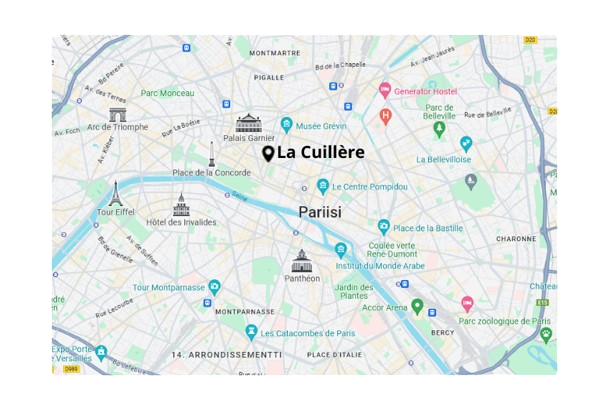 D20
MONTMARTRE
Av. Jean Jaurès
Bd de la Chapelle
Bd Pereire
PIGALLE
Av. des Ternes
Parc Monceau
Generator Hostel
Parc de
Belleville
Rue de Belleville
Arc de Triomphe
Rue la Boétie
Palais Garnier
Musée Grévin
H
Av. Foch
Av. Kléber
La Cuillère
La Bellevilloise
Place de la Concorde
Le Centre Pompidou
Seine
Tour Eiffel
Hôtel des Invalides
Pariisi
Place de la Bastille
CHARONNE
Av. de Suffren
Bd de Grenelle
Coulée verte
René-Dumont
Institut du Monde Arabe
Panthéon
Tour Montparnasse
Jardin des
Plantes
Château
Rue Lecourbe
MONTPARNASSE
Accor Arena
E15
Parc zoologique de Paris
BERCY
Les Catacombes de Paris
Expo Porte
e Versailles
14. ARRONDISSEMENTTI
PLACE D'ITALIE
Bd Lefebvre